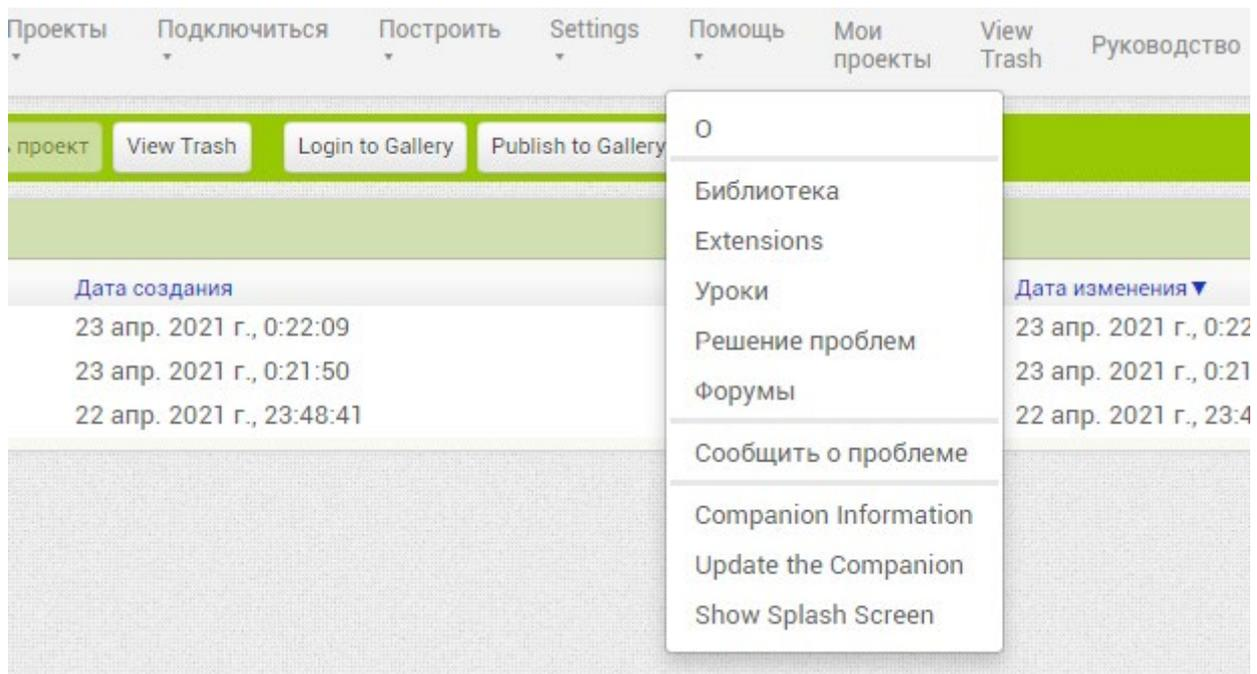 Проекты
Подключиться
Построить
Settings
Помощь
Мои
проекты
View
Trash
Руководство
проект
View Trash
Login to Gallery
Publish to Gallery
О
Библиотека
Extensions
Уроки
Решение проблем
Форумы
Сообщить о проблеме
Companion Information
Update the Companion
Show Splash Screen
Дата создания
Дата изменения▼
23 апр. 2021 г., 0:22:09
23 апр. 2021 г., 0:22
23 апр. 2021 г., 0:21:50
23 апр. 2021 г., 0:21
22 апр. 2021 г., 23:48:41
22 апр. 2021 г., 23:4